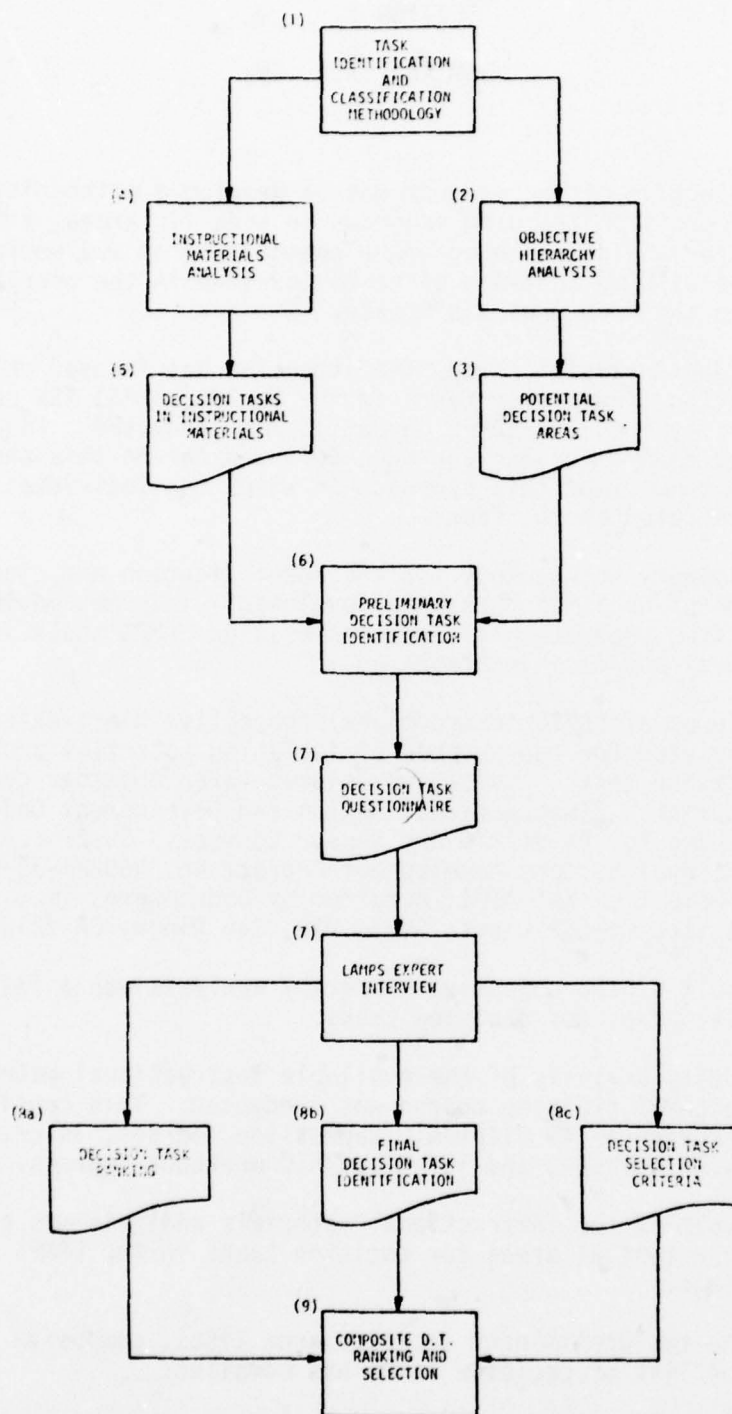 (1)
TASK
IDENTIFICATION
AND
CLASSIFICATION
METHODOLOGY
(4)
INSTRUCTIONAL
MATERIALS
ANALYSIS
(2)
OBJECTIVE
HIERARCHY
ANALYSIS
(5)
DECISION TASKS
IN INSTRUCTIONAL
MATERIALS
(3)
POTENTIAL
DECISION TASK
AREAS
(6)
PRELIMINARY
DECISION TASK
IDENTIFICATION
(7)
DECISION TASK
QUESTIONNAIRE
(7)
LAMPS EXPERT
INTERVIEW
(8a)
DECISION TASK
RANKING
(8b)
FINAL
DECISION TASK
IDENTIFICATION
(8c)
DECISION TASK
SELECTION
CRITERIA
(9)
COMPOSITE D.T.
RANKING AND
SELECTION